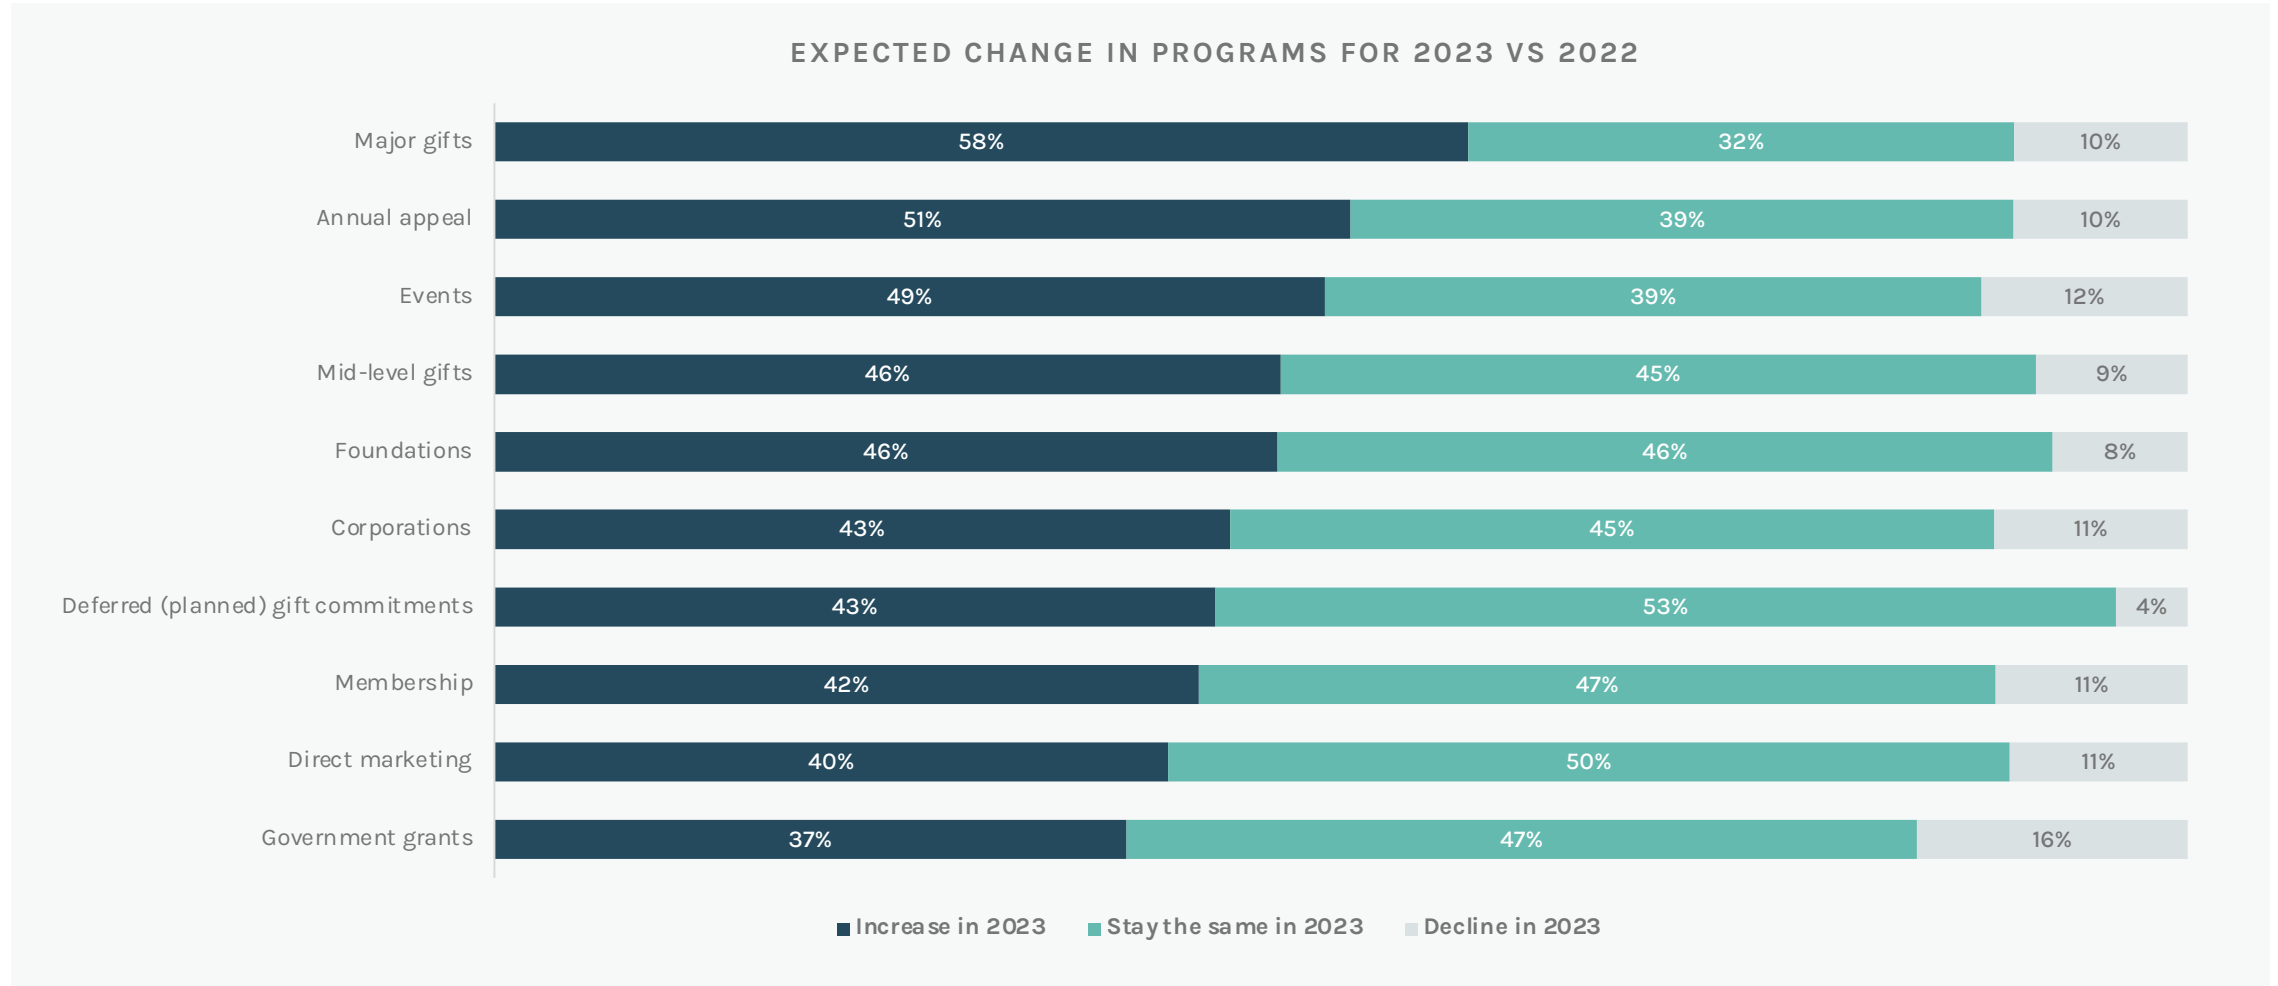 EXPECTED CHANGE IN PROGRAMS FOR 2023 VS 2022
Major gifts 58% 32% 10%
Annual appeal 51% 39% 10%
Events 49% 39% 12%
Mid-level gifts 46% 45% 9%
Foundations 46% 46% 8%
Corporations 43% 45% 11%
Deferred (planned) gift commitments 43% 53% 4%
Membership 42% 47% 11%
Direct marketing 40% 50% 11%
Government grants 37% 47% 16%
Increase in 2023 Stay the same in 2023 Decline in 2023